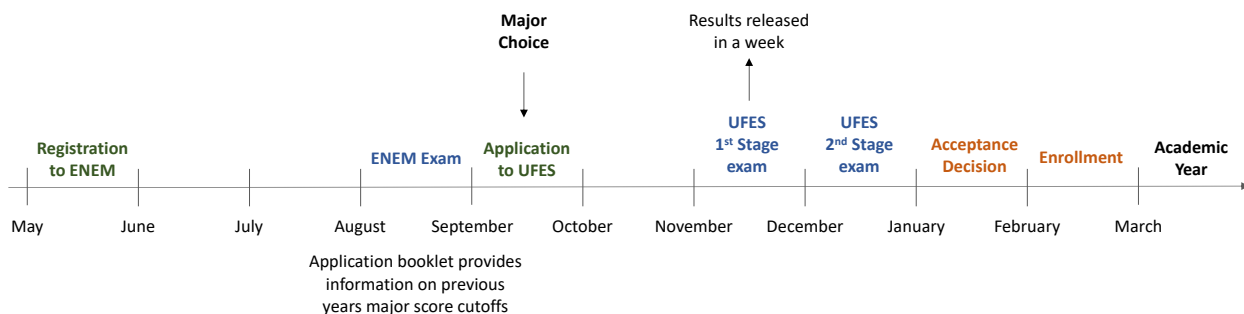 Major
Choice
Results released
in a week
Registration
to ENEM
ENEM Exam
Application
to UFES
UFES
1st Stage
exam
UFES
2nd Stage
exam
Acceptance
Decision
Enrollment
Academic
Year
May
June
July
August
September
October
November
December
January
February
March
Application booklet provides
information on previous
years major score cutoffs